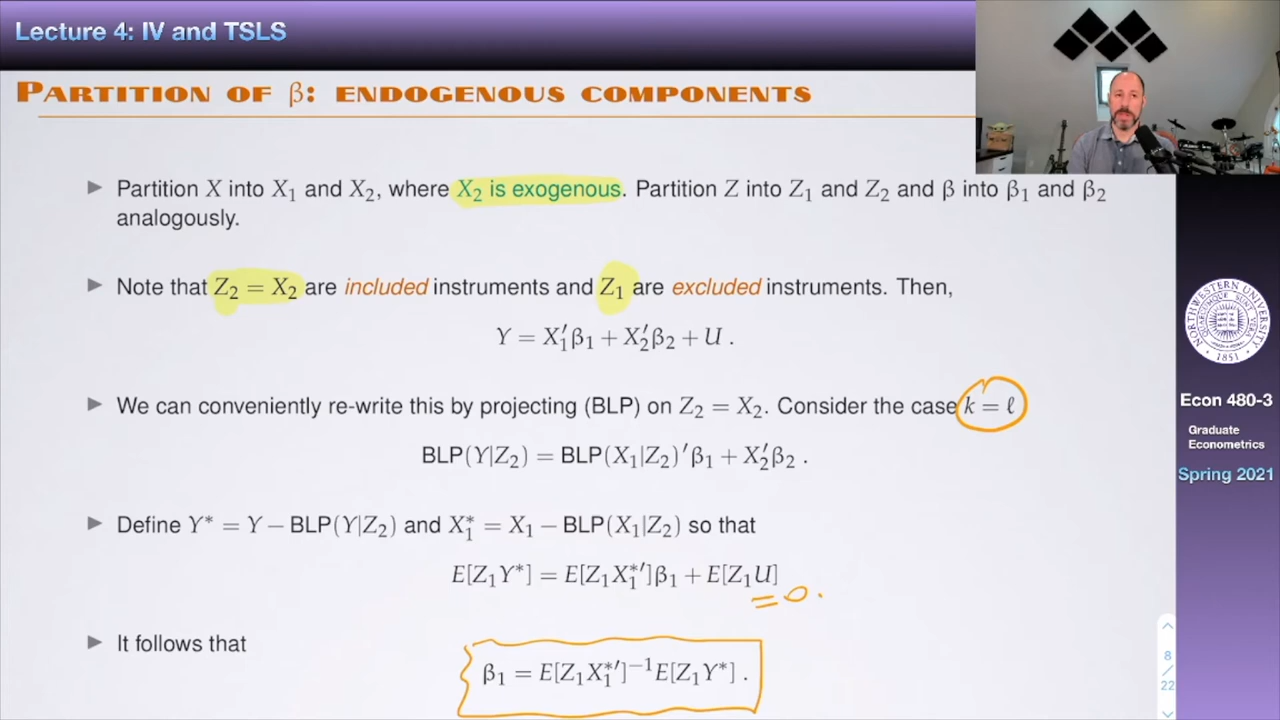 Lecture 4: IV and TSLS
PARTITION OF β: ENDOGENOUS COMPONENTS
▶ Partition X into X₁ and X₂, where X₂ is exogenous. Partition Z into Z₁ and Z₂ and β into β₁ and β₂
analogously.
▶ Note that Z₂ = X₂ are included instruments and Z₁ are excluded instruments. Then,
Y = X₁′β₁ + X₂′β₂ + U .
▶ We can conveniently re-write this by projecting (BLP) on Z₂ = X₂. Consider the case k = ℓ
BLP(Y|Z₂) = BLP(X₁|Z₂)′β₁ + X₂′β₂ .
▶ Define Y* = Y − BLP(Y|Z₂) and X₁* = X₁ − BLP(X₁|Z₂) so that
E[Z₁Y*] = E[Z₁X₁*′]β₁ + E[Z₁U]
= 0.
▶ It follows that
β₁ = E[Z₁X₁*′]⁻¹E[Z₁Y*] .
NORTHWESTERN UNIVERSITY
1851
Econ 480-3
Graduate
Econometrics
Spring 2021
8
/
22